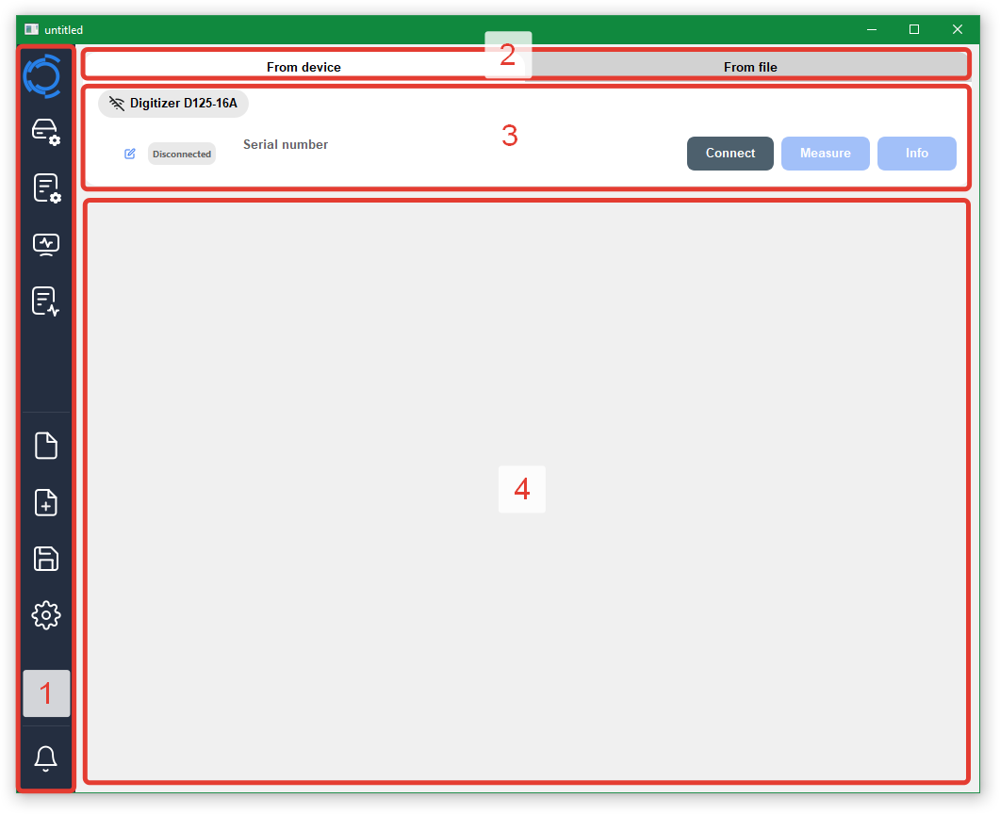 untitled
2
From device
From file
Digitizer D125-16A
3
Disconnected
Serial number
Connect
Measure
Info
4
1